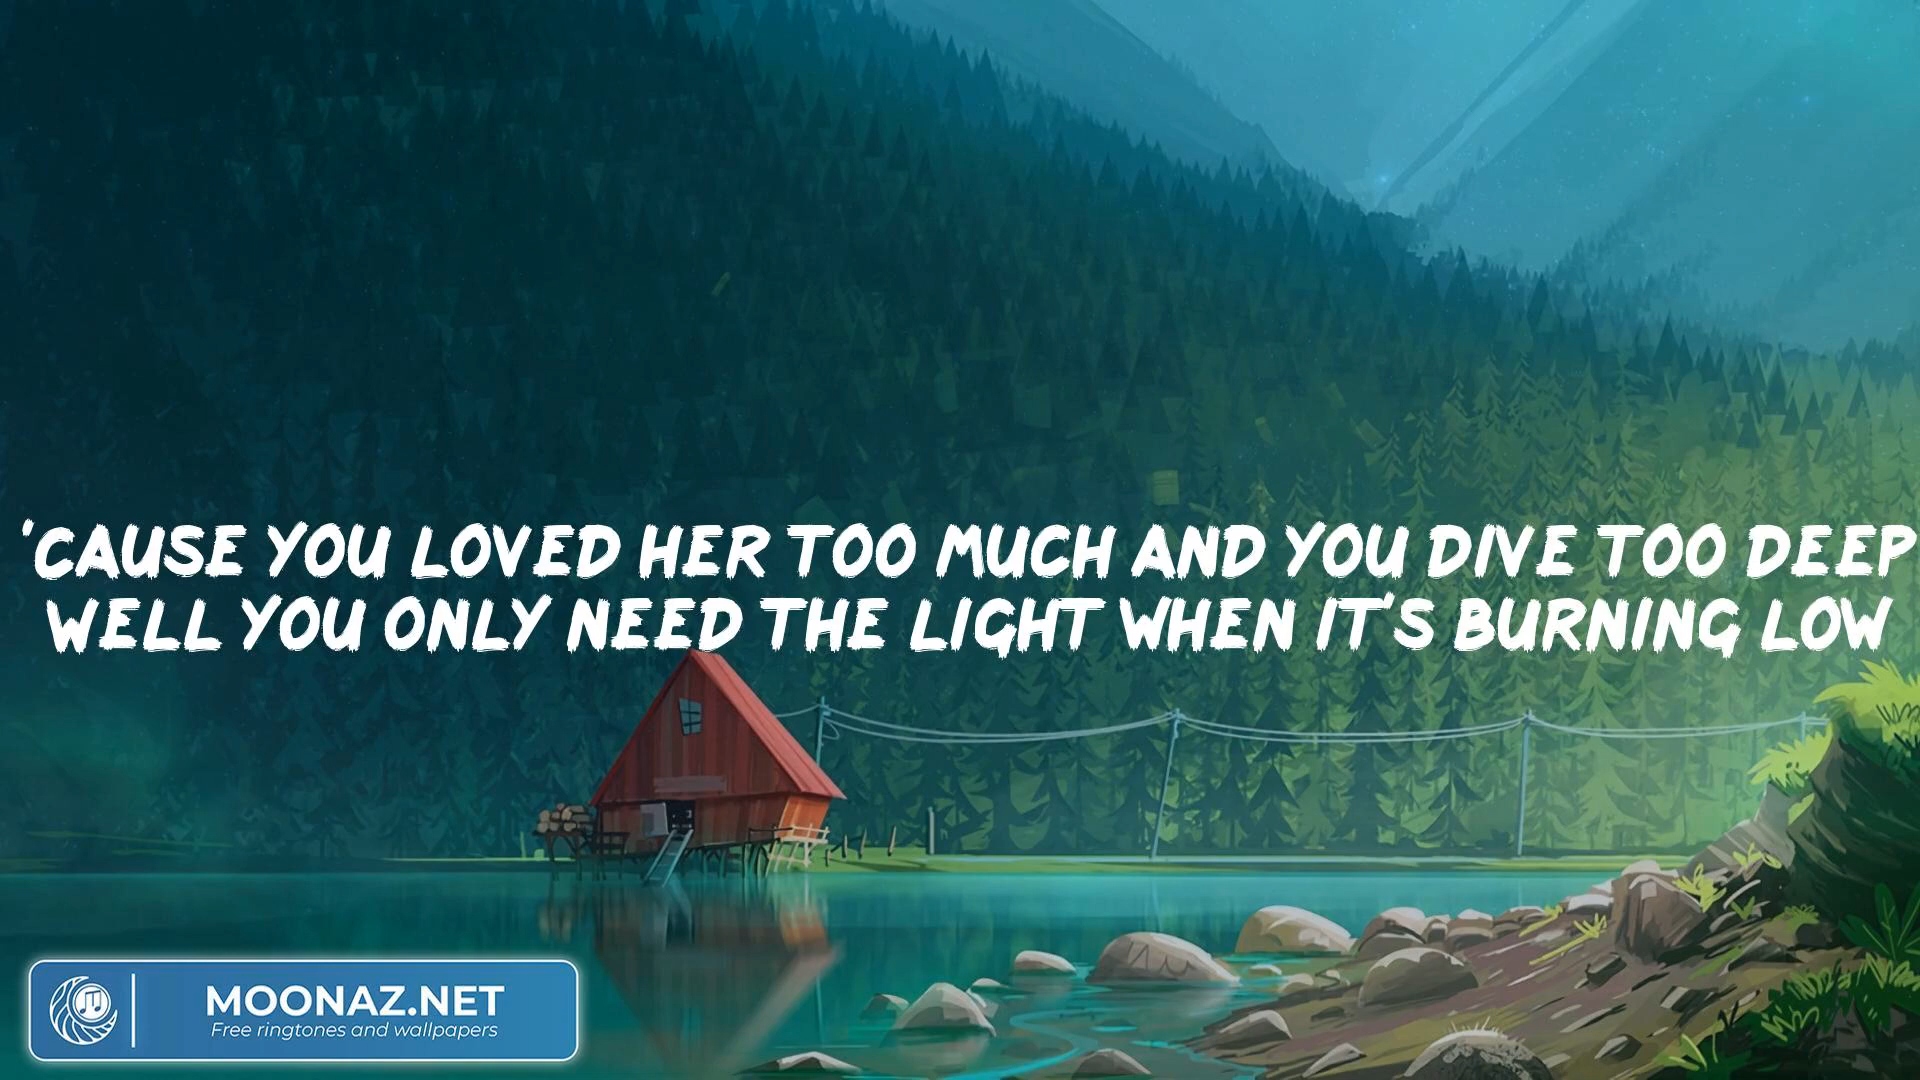 'CAUSE YOU LOVED HER TOO MUCH AND YOU DIVE TOO DEEP
WELL YOU ONLY NEED THE LIGHT WHEN IT'S BURNING LOW
MOONAZ.NET
Free ringtones and wallpapers